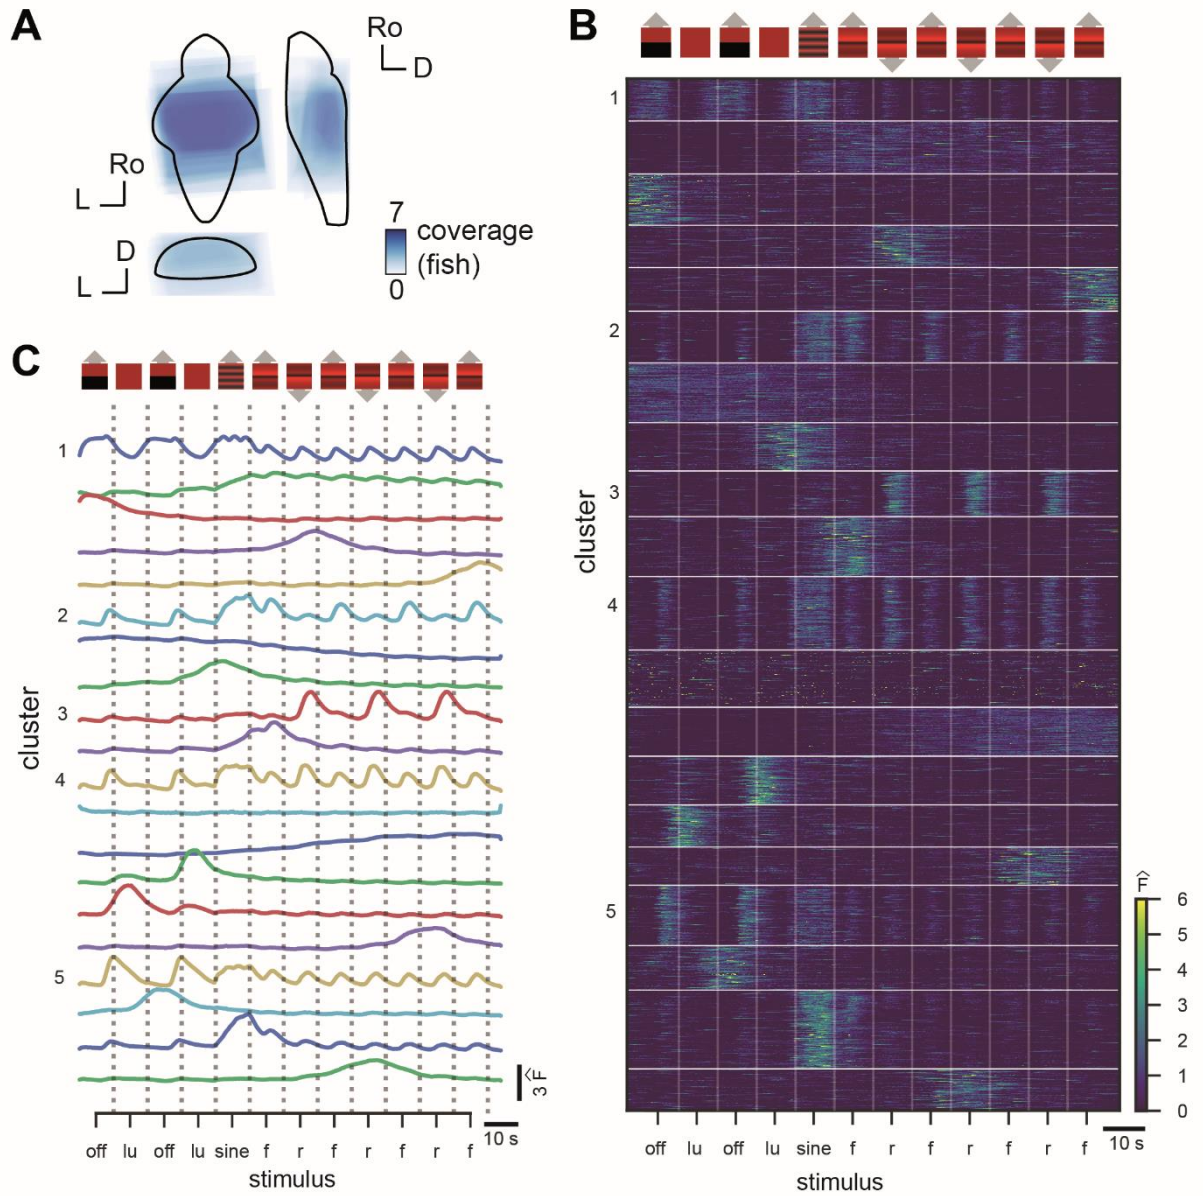 A
Ro
D
Ro
L
D
L
7
coverage
(fish)
0
B
1
2
3
4
5
cluster
F̂
6
5
4
3
2
1
0
off lu off lu sine f r f r f r f
10 s
stimulus
C
1
2
3
4
5
cluster
3 F̂
off lu off lu sine f r f r f r f
10 s
stimulus